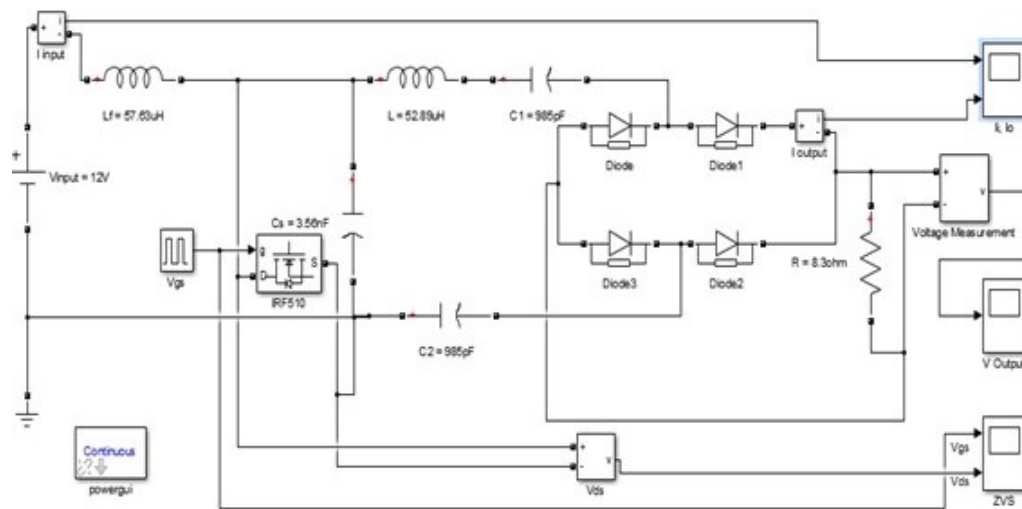 I input
Lf = 57.63uH
L = 52.89uH
C1 = 985pF
Diode
Diode1
I output
Ii, Io
Vinput = 12V
Cs = 3.56nF
Vgs
g
D
S
IRF510
Diode3
Diode2
R = 8.3ohm
v
Voltage Measurement
C2 = 985pF
V Output
Continuous
powergui
v
Vds
Vgs
Vds
ZVS